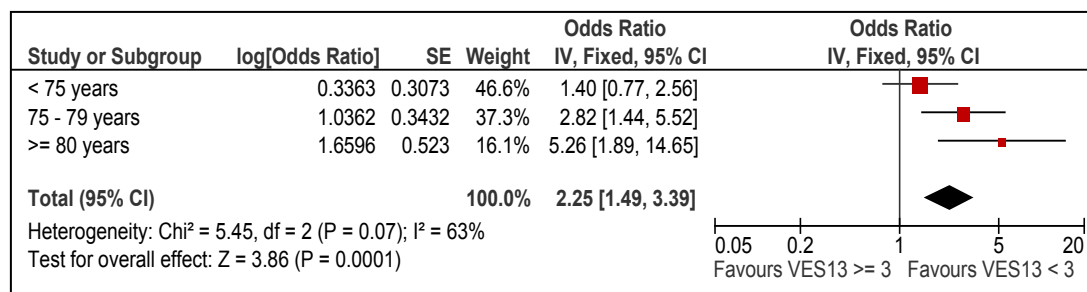 Odds Ratio Odds Ratio
Study or Subgroup log[Odds Ratio] SE Weight IV, Fixed, 95% CI IV, Fixed, 95% CI
< 75 years 0.3363 0.3073 46.6% 1.40 [0.77, 2.56]
75 - 79 years 1.0362 0.3432 37.3% 2.82 [1.44, 5.52]
>= 80 years 1.6596 0.523 16.1% 5.26 [1.89, 14.65]
Total (95% CI) 100.0% 2.25 [1.49, 3.39]
Heterogeneity: Chi² = 5.45, df = 2 (P = 0.07); I² = 63%
Test for overall effect: Z = 3.86 (P = 0.0001)
0.05 0.2 1 5 20
Favours VES13 >= 3 Favours VES13 < 3